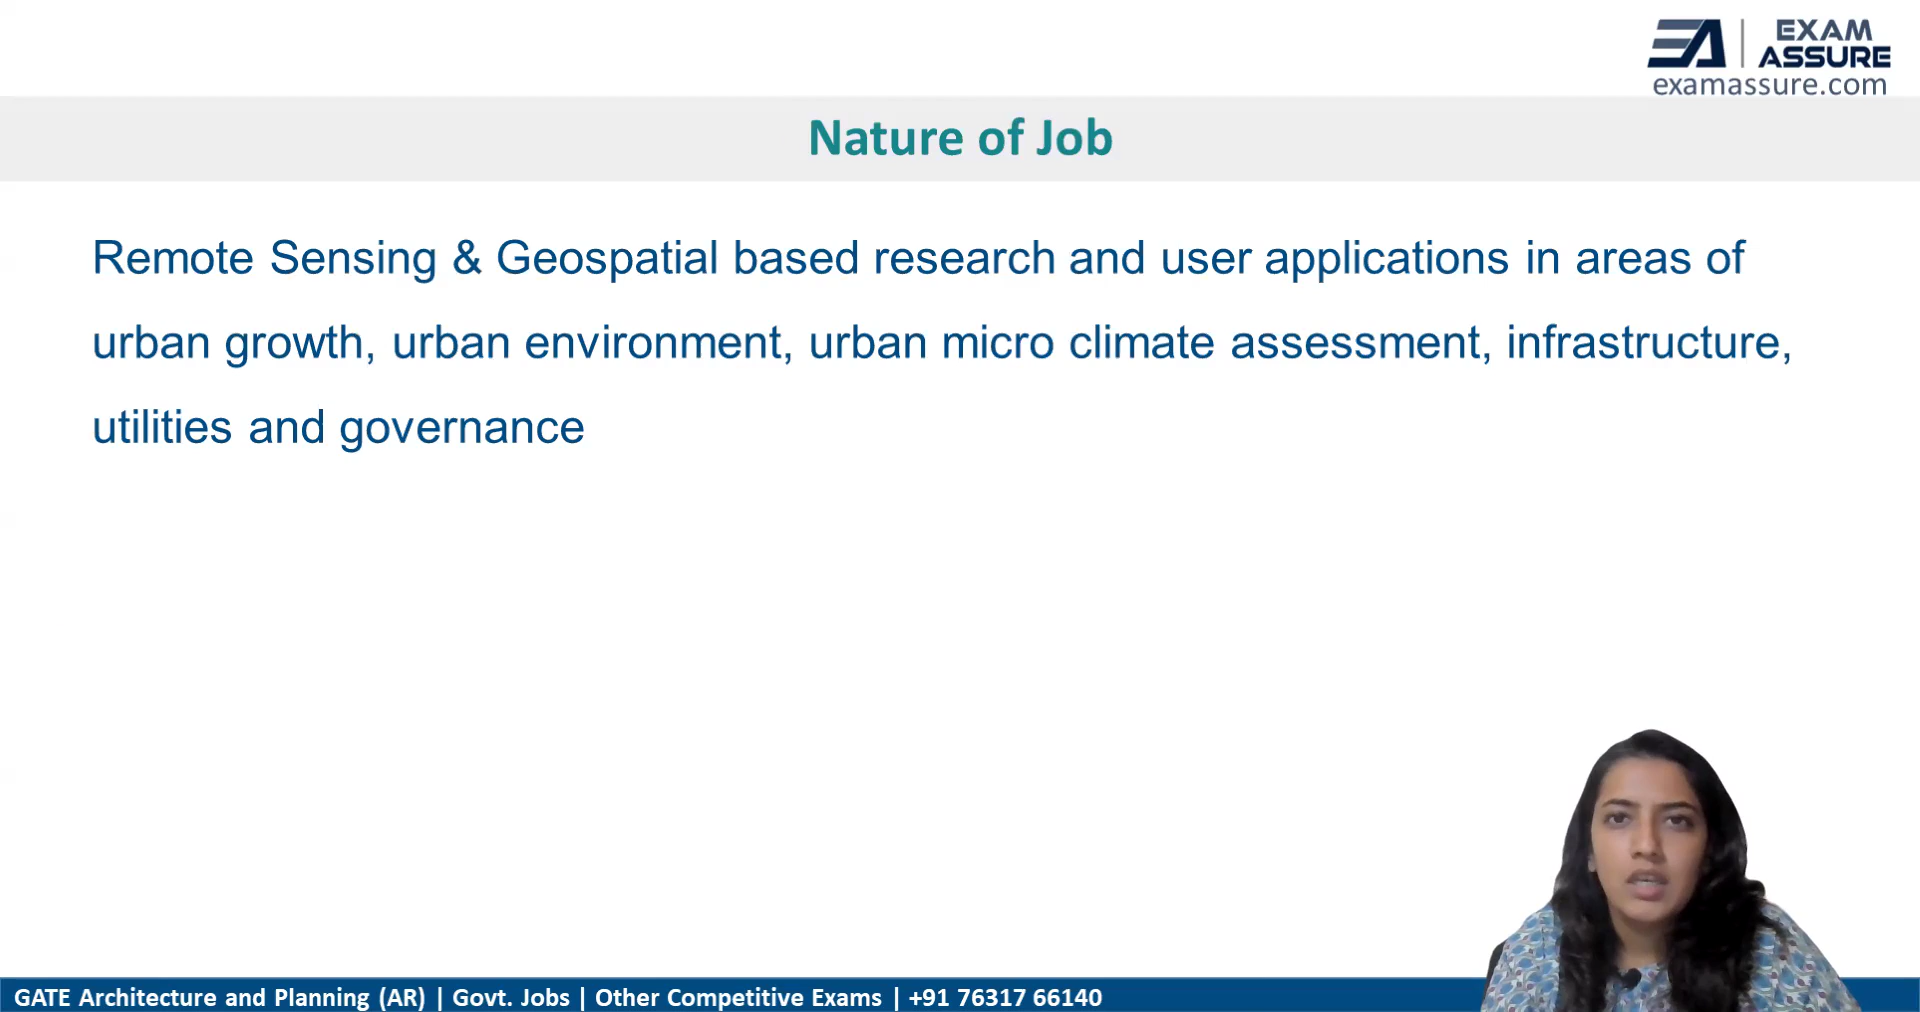 EXAM
ASSURE
examassure.com
Nature of Job
Remote Sensing & Geospatial based research and user applications in areas of
urban growth, urban environment, urban micro climate assessment, infrastructure,
utilities and governance
GATE Architecture and Planning (AR) | Govt. Jobs | Other Competitive Exams | +91 76317 66140